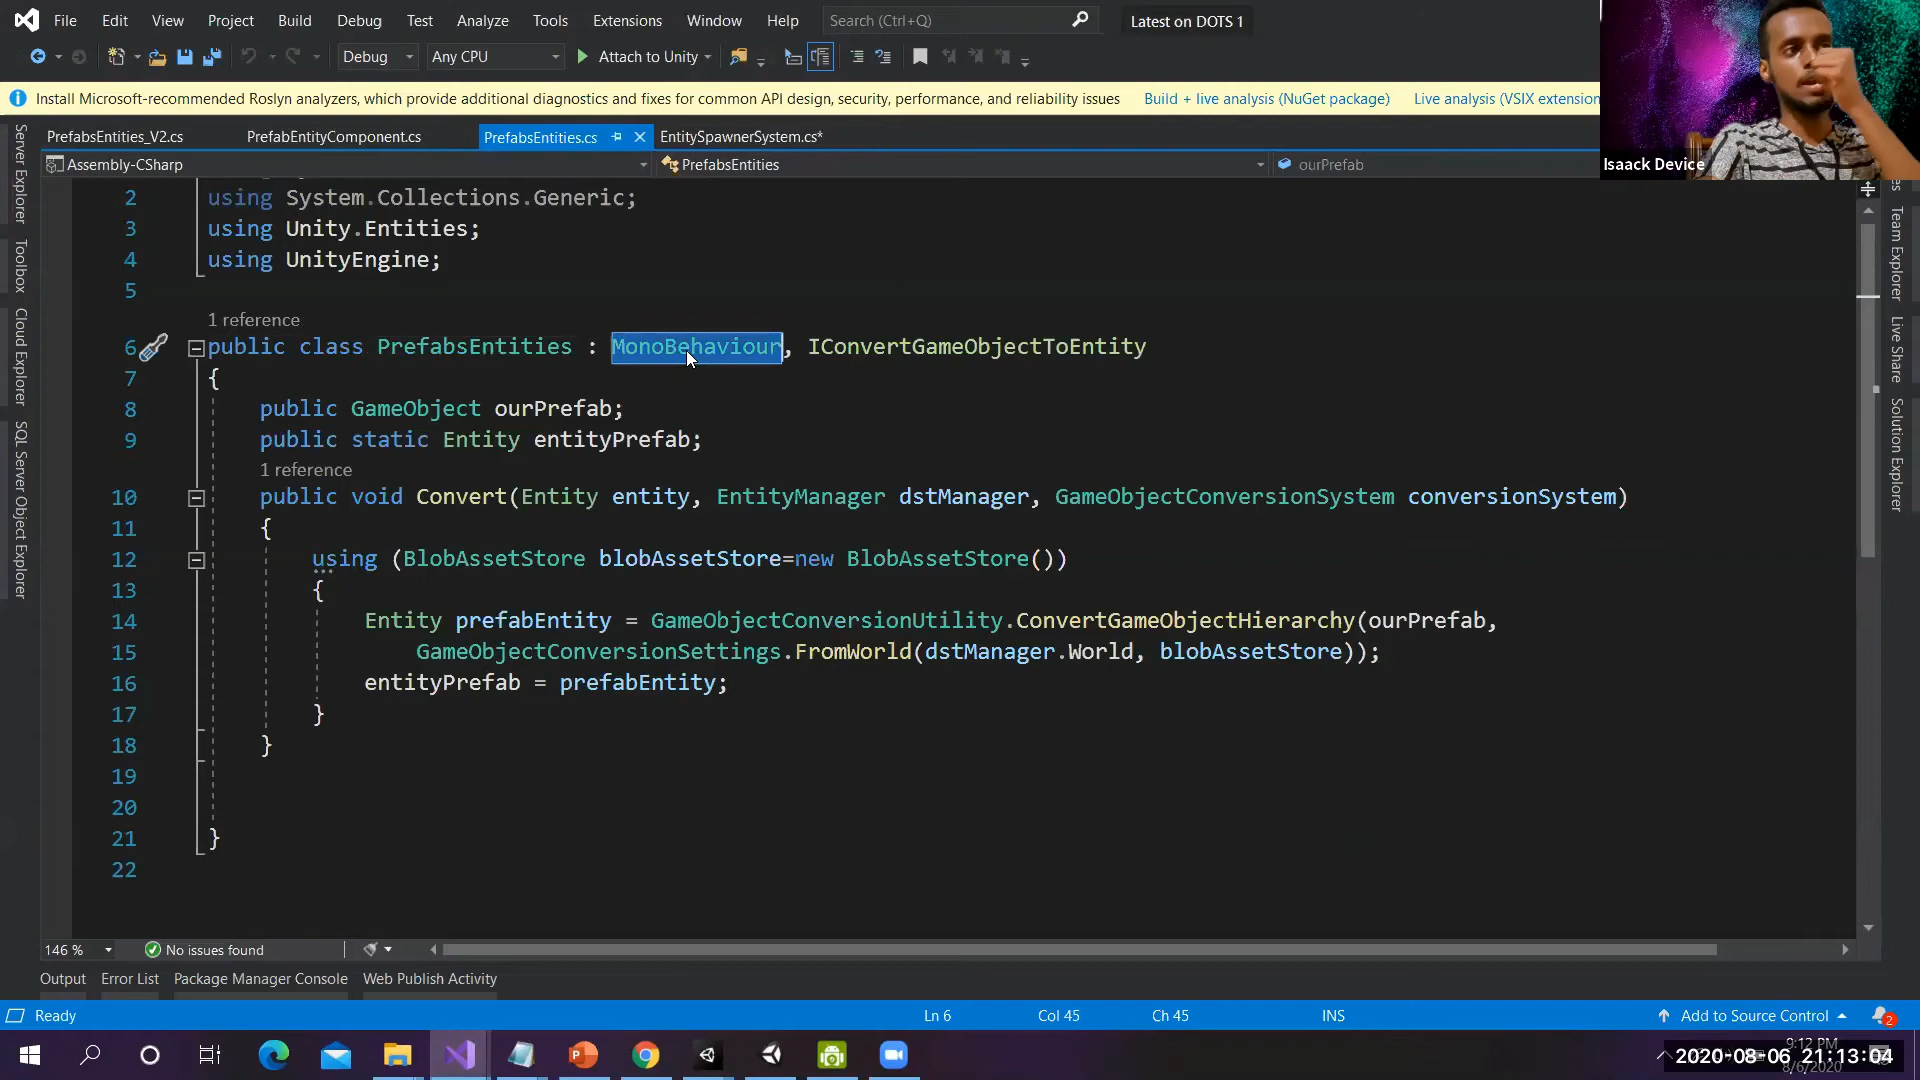 File Edit View Project Build Debug Test Analyze Tools Extensions Window Help Search (Ctrl+Q) Latest on DOTS 1
Debug Any CPU Attach to Unity
Install Microsoft-recommended Roslyn analyzers, which provide additional diagnostics and fixes for common API design, security, performance, and reliability issues Build + live analysis (NuGet package) Live analysis (VSIX extension
PrefabsEntities_V2.cs PrefabEntityComponent.cs PrefabsEntities.cs EntitySpawnerSystem.cs*
Assembly-CSharp PrefabsEntities ourPrefab
Isaack Device
Server Explorer
Toolbox
Cloud Explorer
SQL Server Object Explorer
2 using System.Collections.Generic;
3 using Unity.Entities;
4 using UnityEngine;
5
1 reference
6 public class PrefabsEntities : MonoBehaviour, IConvertGameObjectToEntity
7 {
8 public GameObject ourPrefab;
9 public static Entity entityPrefab;
1 reference
10 public void Convert(Entity entity, EntityManager dstManager, GameObjectConversionSystem conversionSystem)
11 {
12 using (BlobAssetStore blobAssetStore=new BlobAssetStore())
13 {
14 Entity prefabEntity = GameObjectConversionUtility.ConvertGameObjectHierarchy(ourPrefab,
15 GameObjectConversionSettings.FromWorld(dstManager.World, blobAssetStore));
16 entityPrefab = prefabEntity;
17 }
18 }
19
20
21 }
22
Team Explorer
Live Share
Solution Explorer
146 % No issues found
Output Error List Package Manager Console Web Publish Activity
Ready Ln 6 Col 45 Ch 45 INS Add to Source Control 2
9:12 PM
2020-08-06 21:13:04
8/6/2020